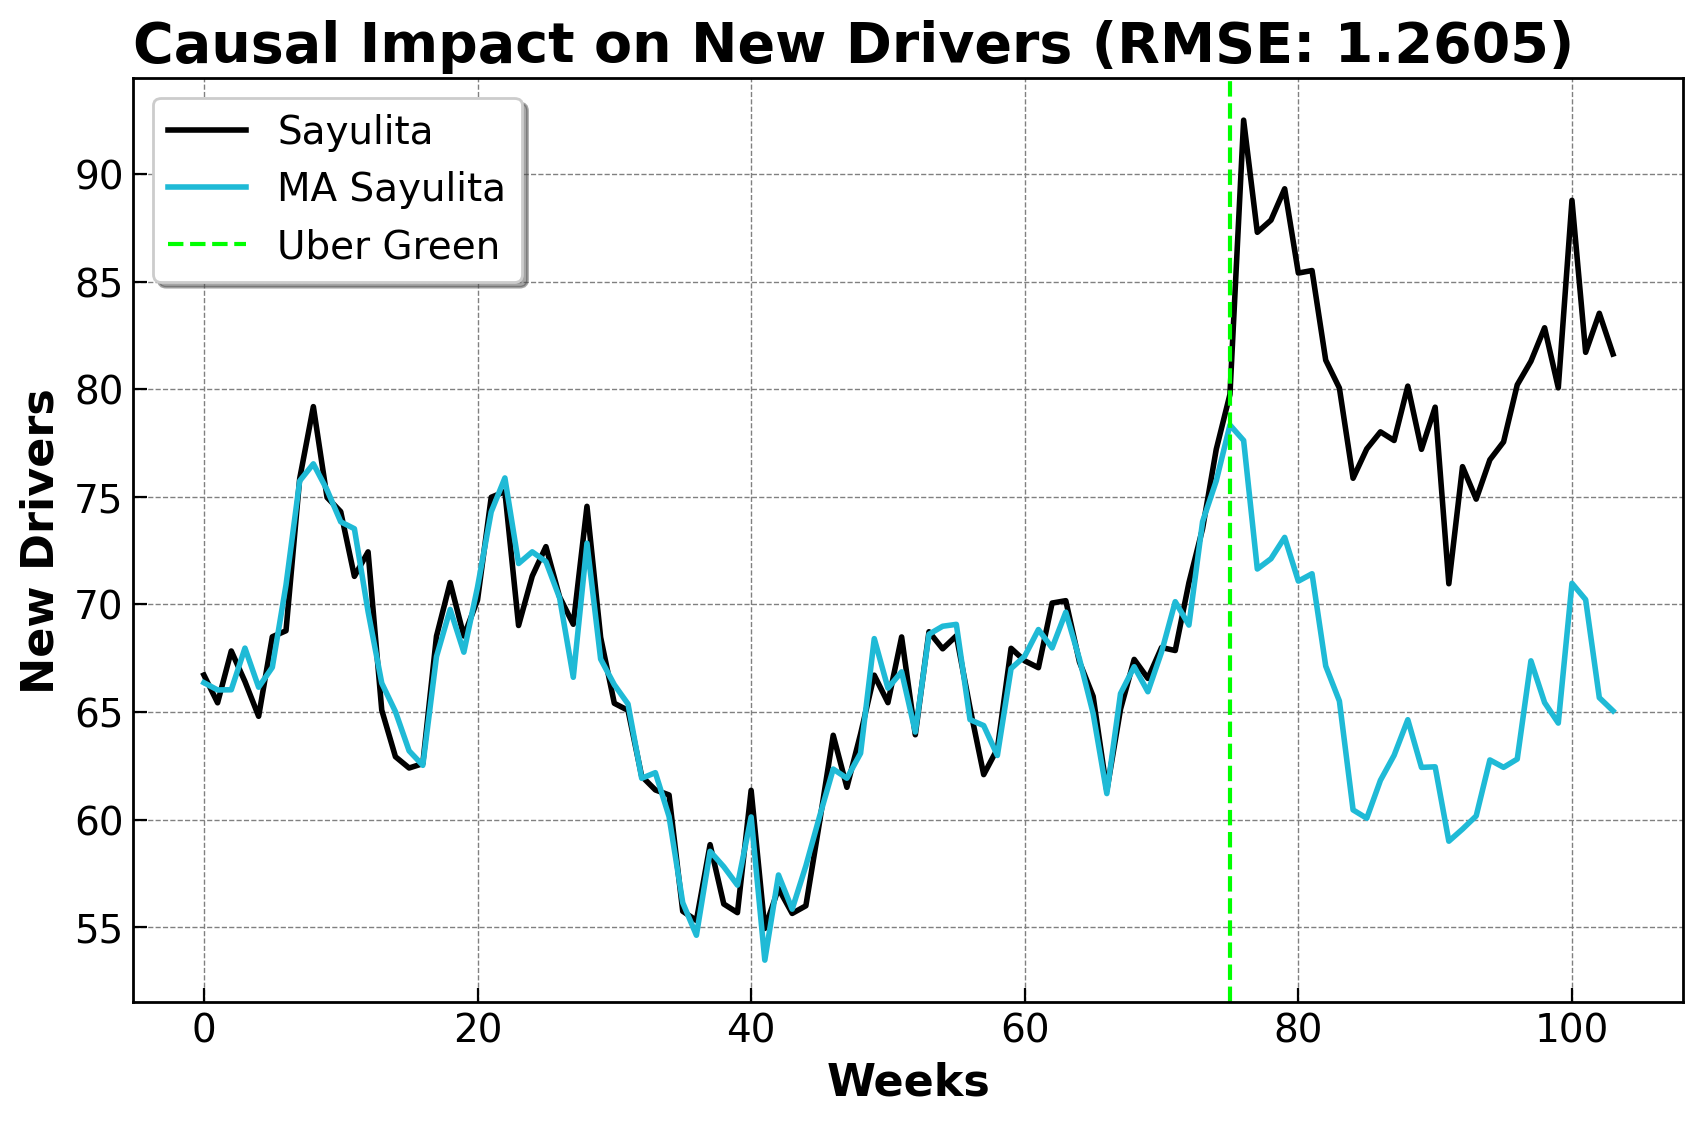 Causal Impact on New Drivers (RMSE: 1.2605)
Sayulita
MA Sayulita
Uber Green
90
85
80
75
70
65
60
55
New Drivers
0 20 40 60 80 100
Weeks